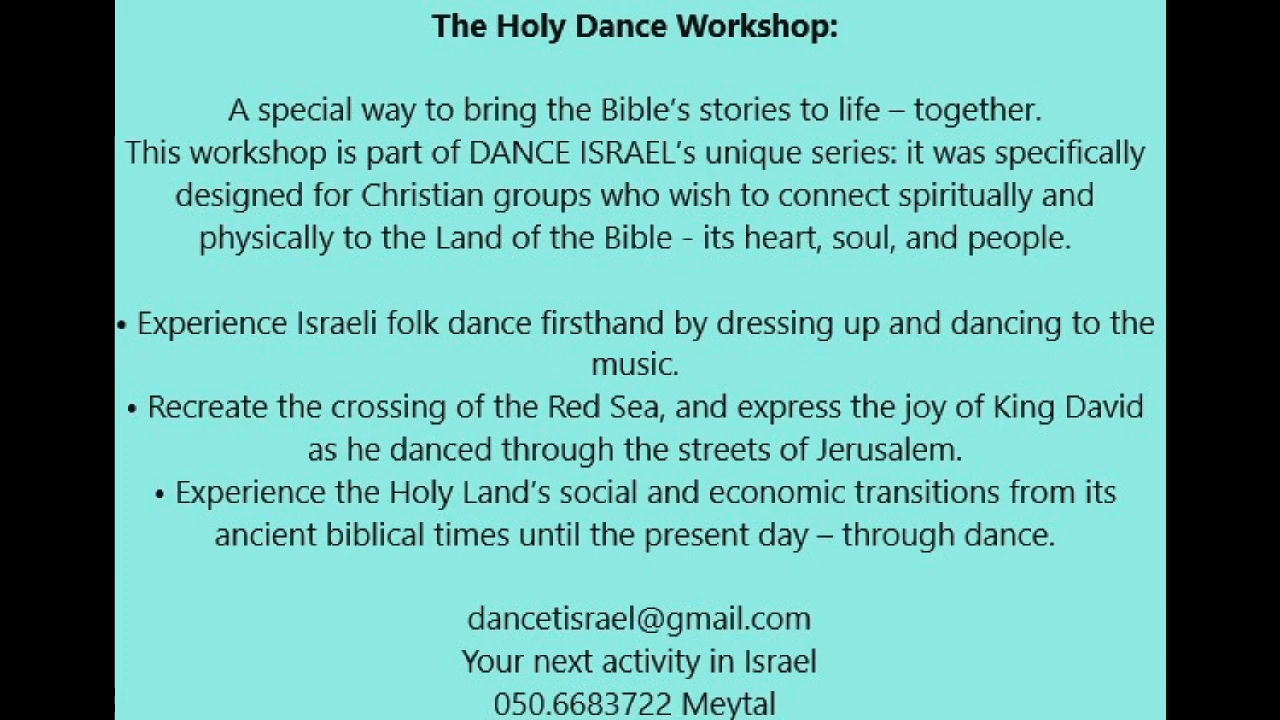 The Holy Dance Workshop:
A special way to bring the Bible’s stories to life – together.
This workshop is part of DANCE ISRAEL’s unique series: it was specifically
designed for Christian groups who wish to connect spiritually and
physically to the Land of the Bible - its heart, soul, and people.
• Experience Israeli folk dance firsthand by dressing up and dancing to the
music.
• Recreate the crossing of the Red Sea, and express the joy of King David
as he danced through the streets of Jerusalem.
• Experience the Holy Land’s social and economic transitions from its
ancient biblical times until the present day – through dance.
dancetisrael@gmail.com
Your next activity in Israel
050.6683722 Meytal